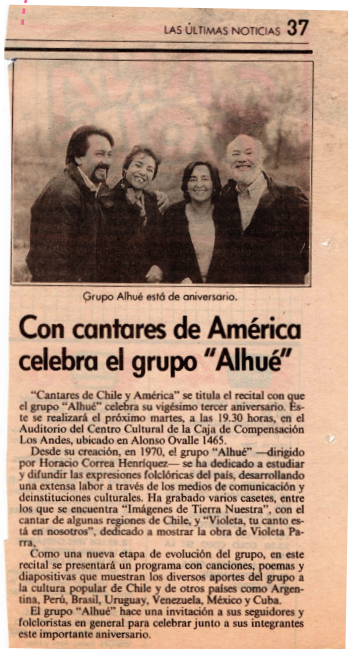 LAS ÚLTIMAS NOTICIAS 37
Grupo Alhué está de aniversario.
Con cantares de América
celebra el grupo "Alhué"
"Cantares de Chile y América" se titula el recital con que
el grupo "Alhué" celebra su vigésimo tercer aniversario. És-
te se realizará el próximo martes, a las 19.30 horas, en el
Auditorio del Centro Cultural de la Caja de Compensación
Los Andes, ubicado en Alonso Ovalle 1465.
Desde su creación, en 1970, el grupo "Alhué" —dirigido
por Horacio Correa Henríquez— se ha dedicado a estudiar
y difundir las expresiones folclóricas del país, desarrollando
una extensa labor a través de los medios de comunicación y
deinstituciones culturales. Ha grabado varios casetes, entre
los que se encuentra "Imágenes de Tierra Nuestra", con el
cantar de algunas regiones de Chile, y "Violeta, tu canto está
en nosotros", dedicado a mostrar la obra de Violeta Pa-
rra,
Como una nueva etapa de evolución del grupo, en este
recital se presentará un programa con canciones, poemas y
diapositivas que muestran los diversos aportes del grupo a
la cultura popular de Chile y de otros países como Argen-
tina, Perú, Brasil, Uruguay, Venezuela, México y Cuba.
El grupo "Alhué" hace una invitación a sus seguidores y
folcloristas en general para celebrar junto a sus integrantes
este importante aniversario.